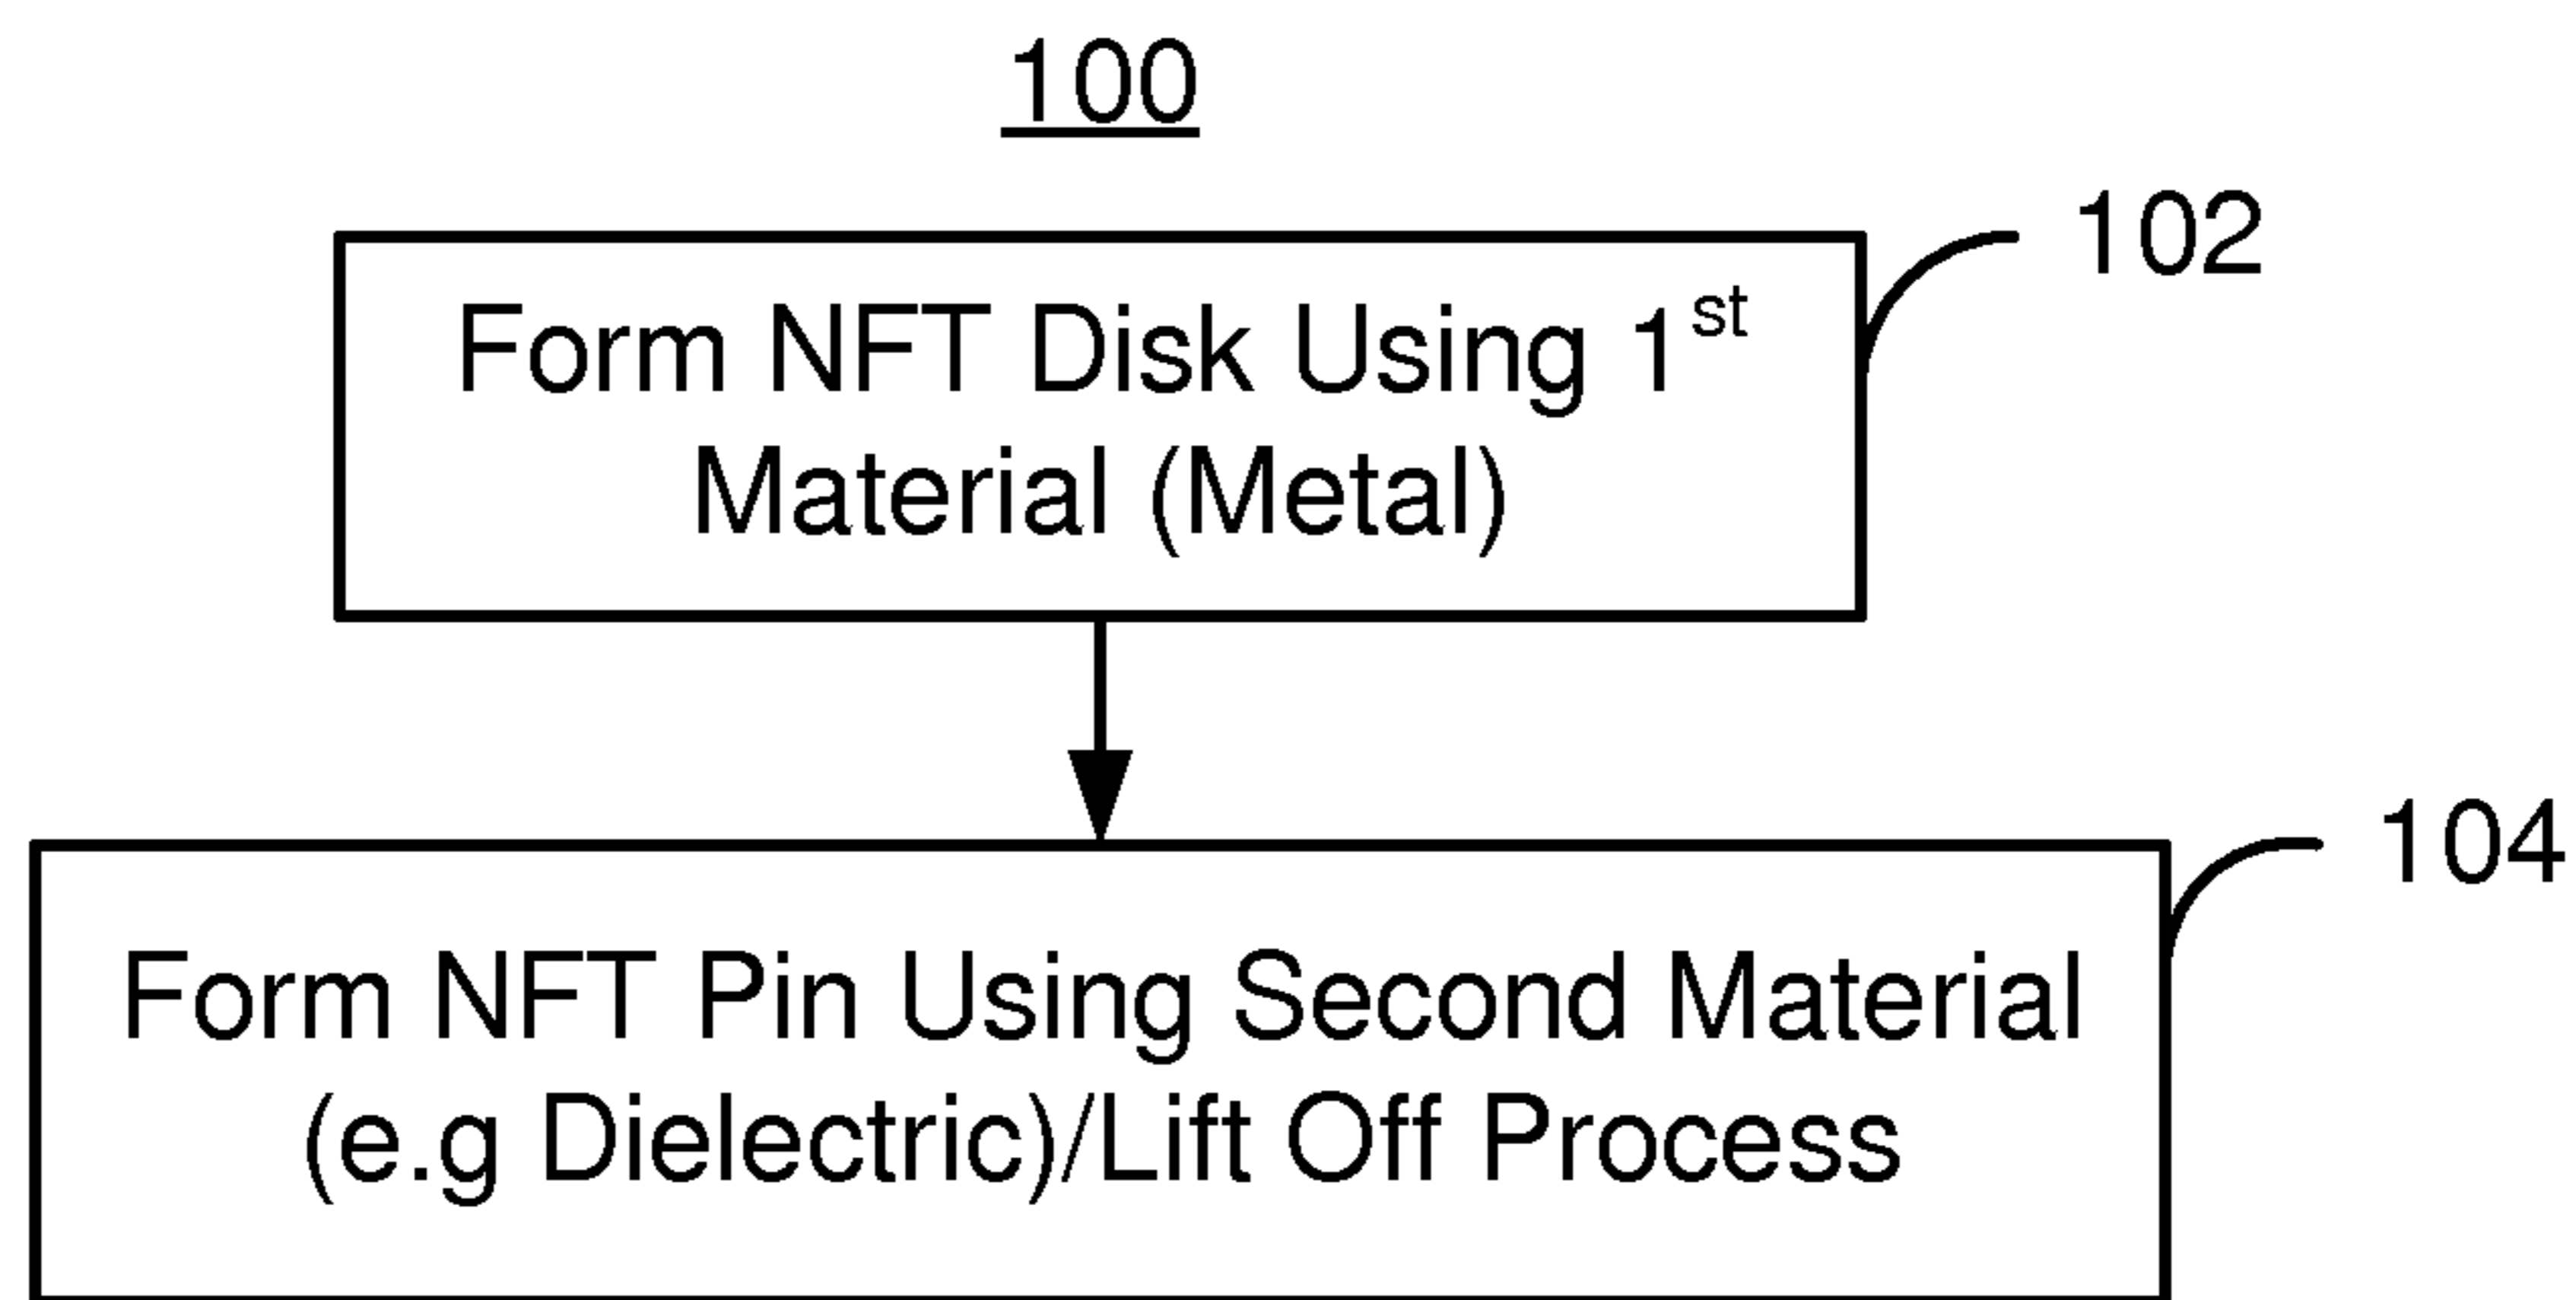 100
102
Form NFT Disk Using 1st
Material (Metal)
104
Form NFT Pin Using Second Material
(e.g Dielectric)/Lift Off Process